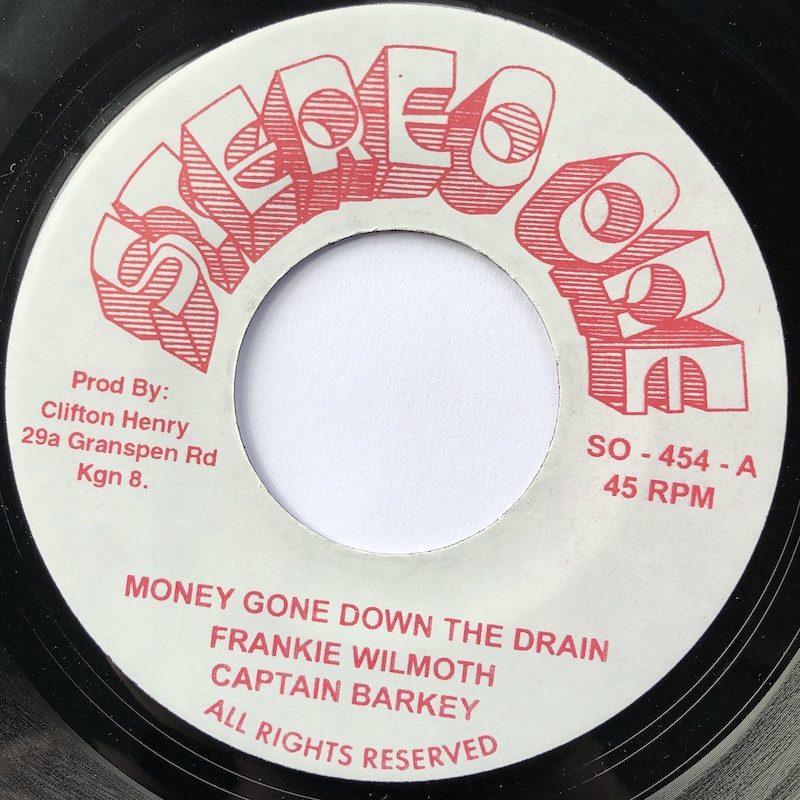 STEREO ONE
Prod By:
Clifton Henry
29a Granspen Rd
Kgn 8.
SO - 454 - A
45 RPM
MONEY GONE DOWN THE DRAIN
FRANKIE WILMOTH
CAPTAIN BARKEY
ALL RIGHTS RESERVED